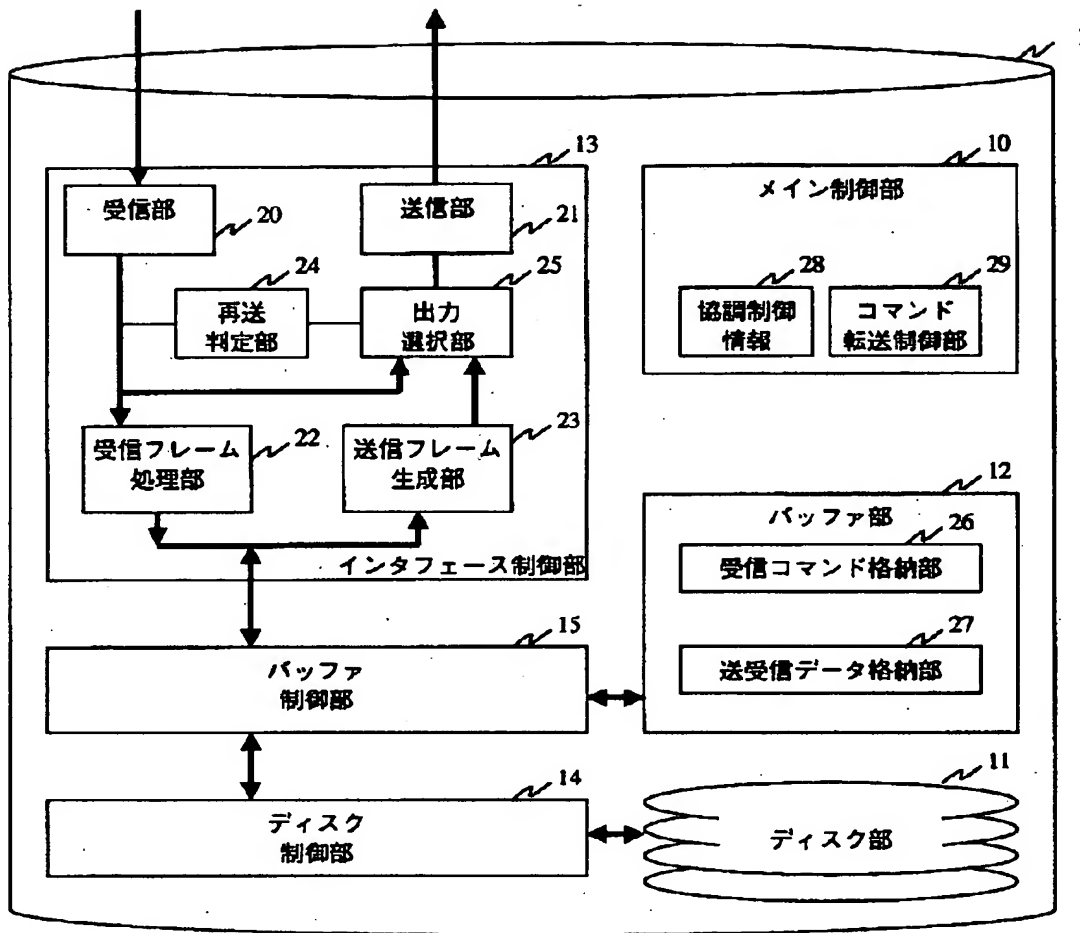 13
10
受信部
20
送信部
21
メイン制御部
24
再送
判定部
25
出力
選択部
28
協調制御
情報
29
コマンド
転送制御部
受信フレーム
処理部
22
送信フレーム
生成部
23
インタフェース制御部
12
バッファ部
26
受信コマンド格納部
27
送受信データ格納部
15
バッファ
制御部
14
ディスク
制御部
11
ディスク部